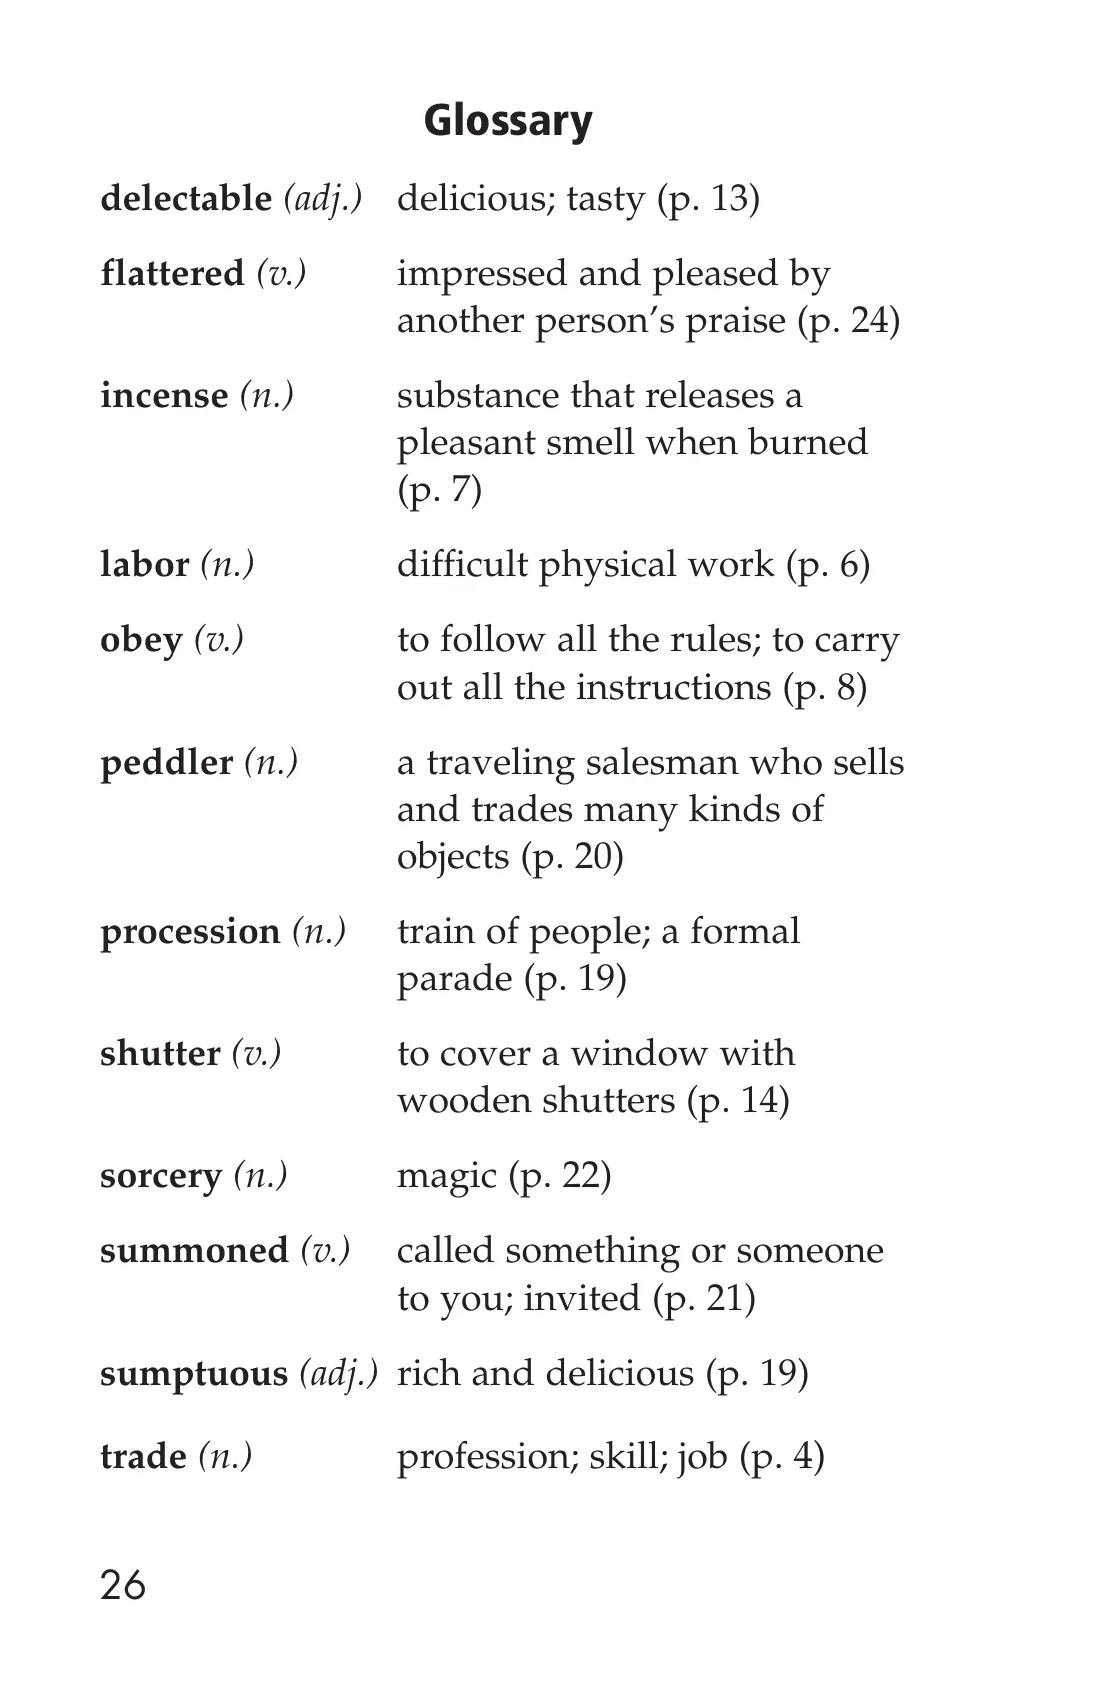 Glossary
delectable (adj.) delicious; tasty (p. 13)
flattered (v.) impressed and pleased by
another person’s praise (p. 24)
incense (n.) substance that releases a
pleasant smell when burned
(p. 7)
labor (n.) difficult physical work (p. 6)
obey (v.) to follow all the rules; to carry
out all the instructions (p. 8)
peddler (n.) a traveling salesman who sells
and trades many kinds of
objects (p. 20)
procession (n.) train of people; a formal
parade (p. 19)
shutter (v.) to cover a window with
wooden shutters (p. 14)
sorcery (n.) magic (p. 22)
summoned (v.) called something or someone
to you; invited (p. 21)
sumptuous (adj.) rich and delicious (p. 19)
trade (n.) profession; skill; job (p. 4)
26